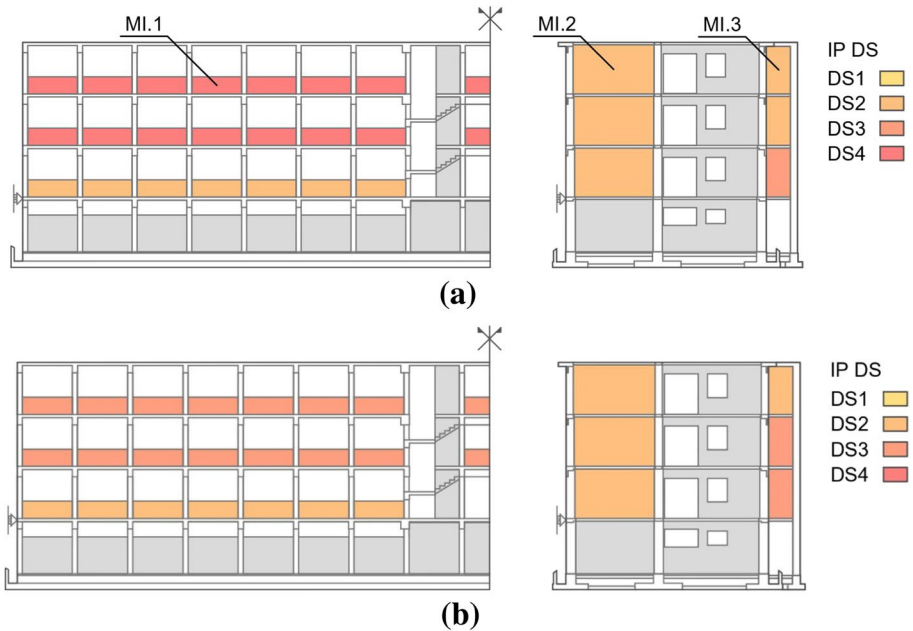 MI.1
MI.2
MI.3
IP DS
DS1
DS2
DS3
DS4
(a)
IP DS
DS1
DS2
DS3
DS4
(b)